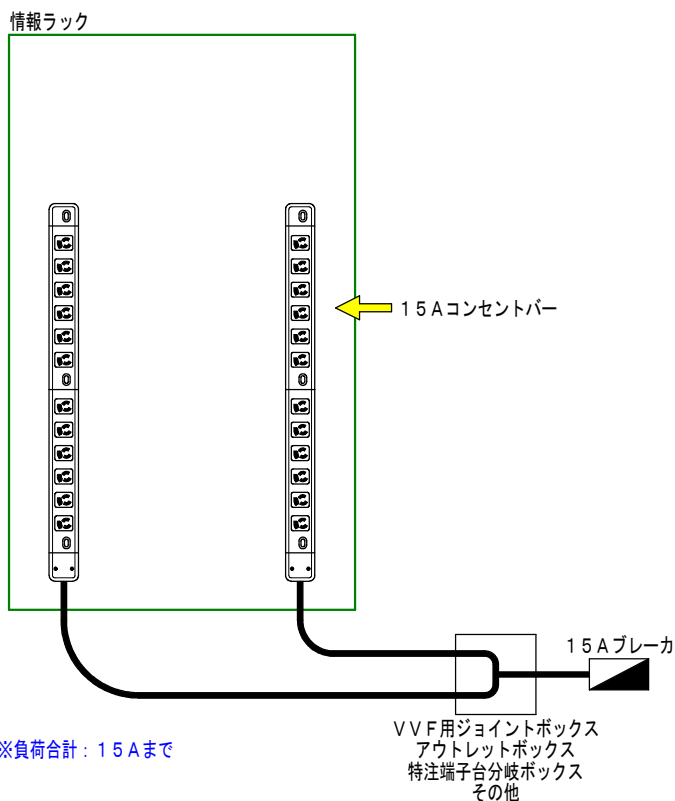 情報ラック
１５Ａコンセントバー
１５Ａブレーカ
ＶＶＦ用ジョイントボックス
アウトレットボックス
特注端子台分岐ボックス
その他
※負荷合計：１５Ａまで